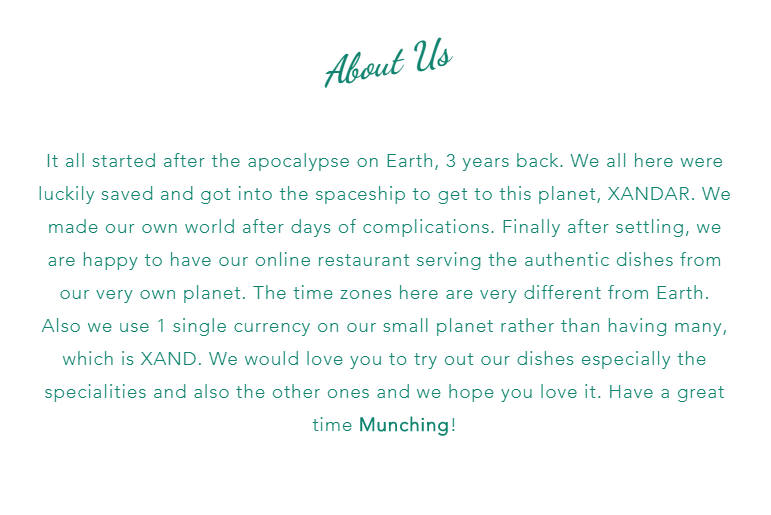 About Us
It all started after the apocalypse on Earth, 3 years back. We all here were
luckily saved and got into the spaceship to get to this planet, XANDAR. We
made our own world after days of complications. Finally after settling, we
are happy to have our online restaurant serving the authentic dishes from
our very own planet. The time zones here are very different from Earth.
Also we use 1 single currency on our small planet rather than having many,
which is XAND. We would love you to try out our dishes especially the
specialities and also the other ones and we hope you love it. Have a great
time Munching!